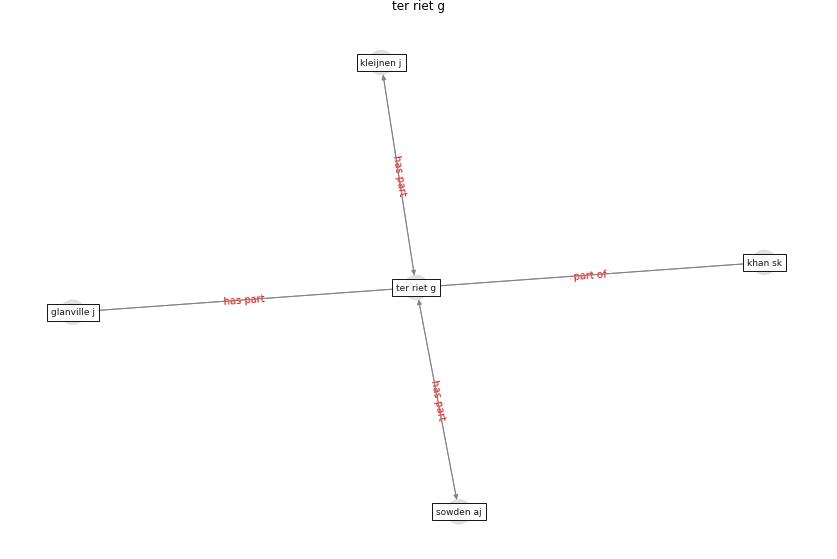 ter riet g
kleijnen j
has part
khan sk
part of
ter riet g
has part
glanville j
has part
sowden aj